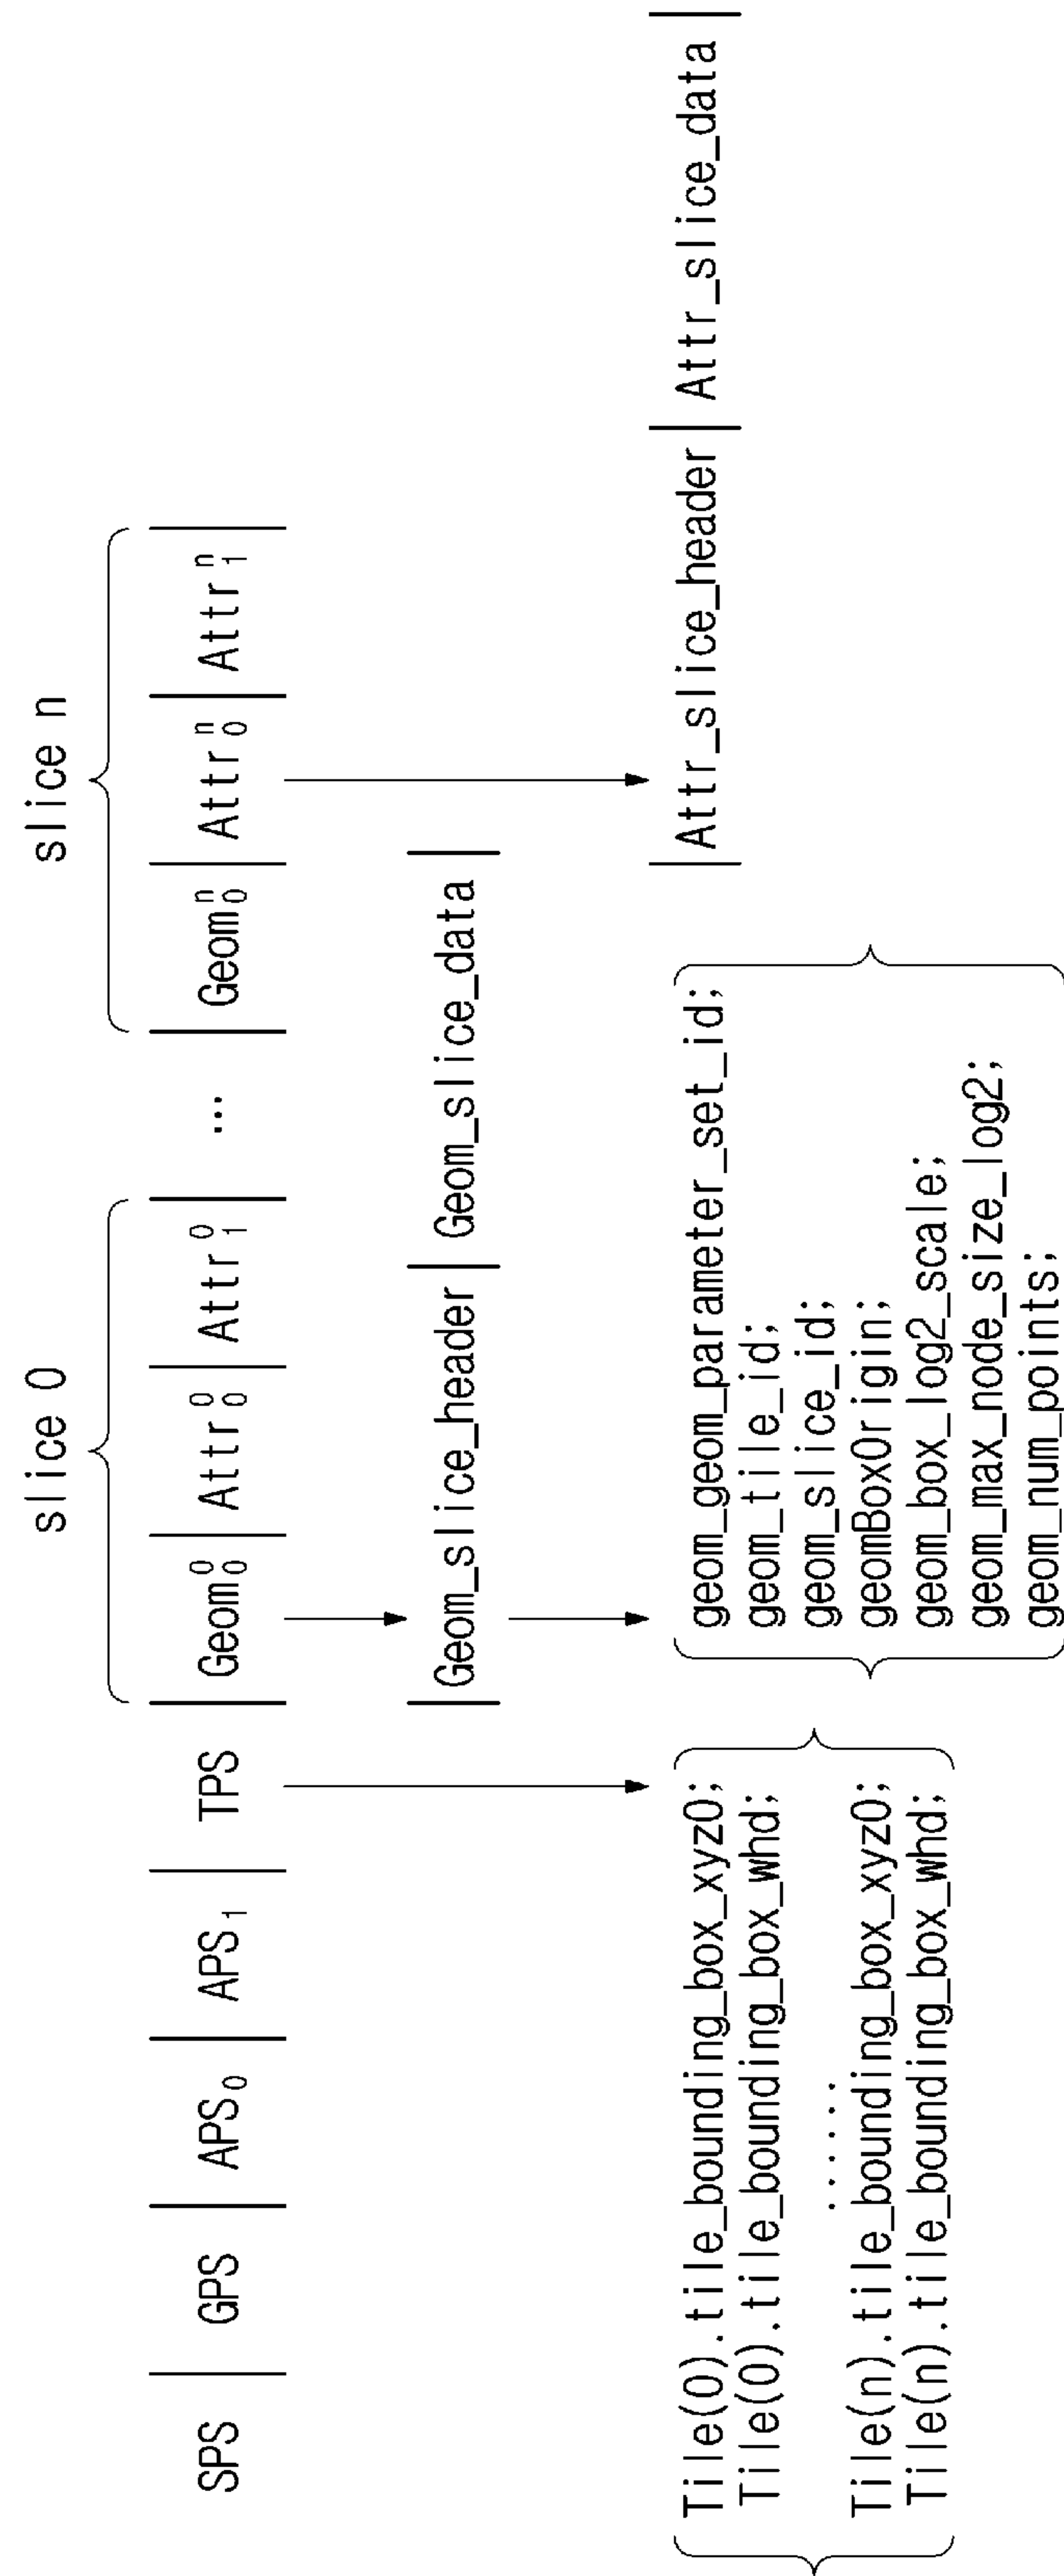 slice 0 slice n
SPS | GPS | APS₀ | APS₁ | TPS | Geom₀⁰ | Attr₀⁰ | Attr₁⁰ | ... | Geom₀ⁿ | Attr₀ⁿ | Attr₁ⁿ |
| Geom_slice_header | Geom_slice_data |
Tile(0).tile_bounding_box_xyz0;
Tile(0).tile_bounding_box_whd;
......
Tile(n).tile_bounding_box_xyz0;
Tile(n).tile_bounding_box_whd;
geom_geom_parameter_set_id;
geom_tile_id;
geom_slice_id;
geomBoxOrigin;
geom_box_log2_scale;
geom_max_node_size_log2;
geom_num_points;
| Attr_slice_header | Attr_slice_data |